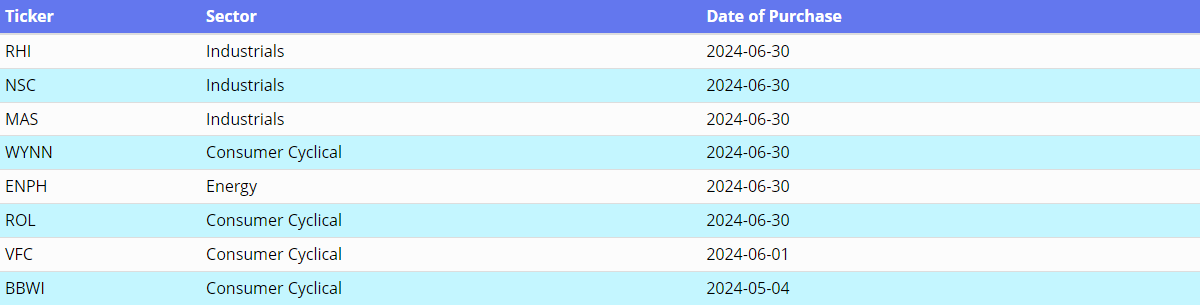 Ticker Sector Date of Purchase
RHI Industrials 2024-06-30
NSC Industrials 2024-06-30
MAS Industrials 2024-06-30
WYNN Consumer Cyclical 2024-06-30
ENPH Energy 2024-06-30
ROL Consumer Cyclical 2024-06-30
VFC Consumer Cyclical 2024-06-01
BBWI Consumer Cyclical 2024-05-04